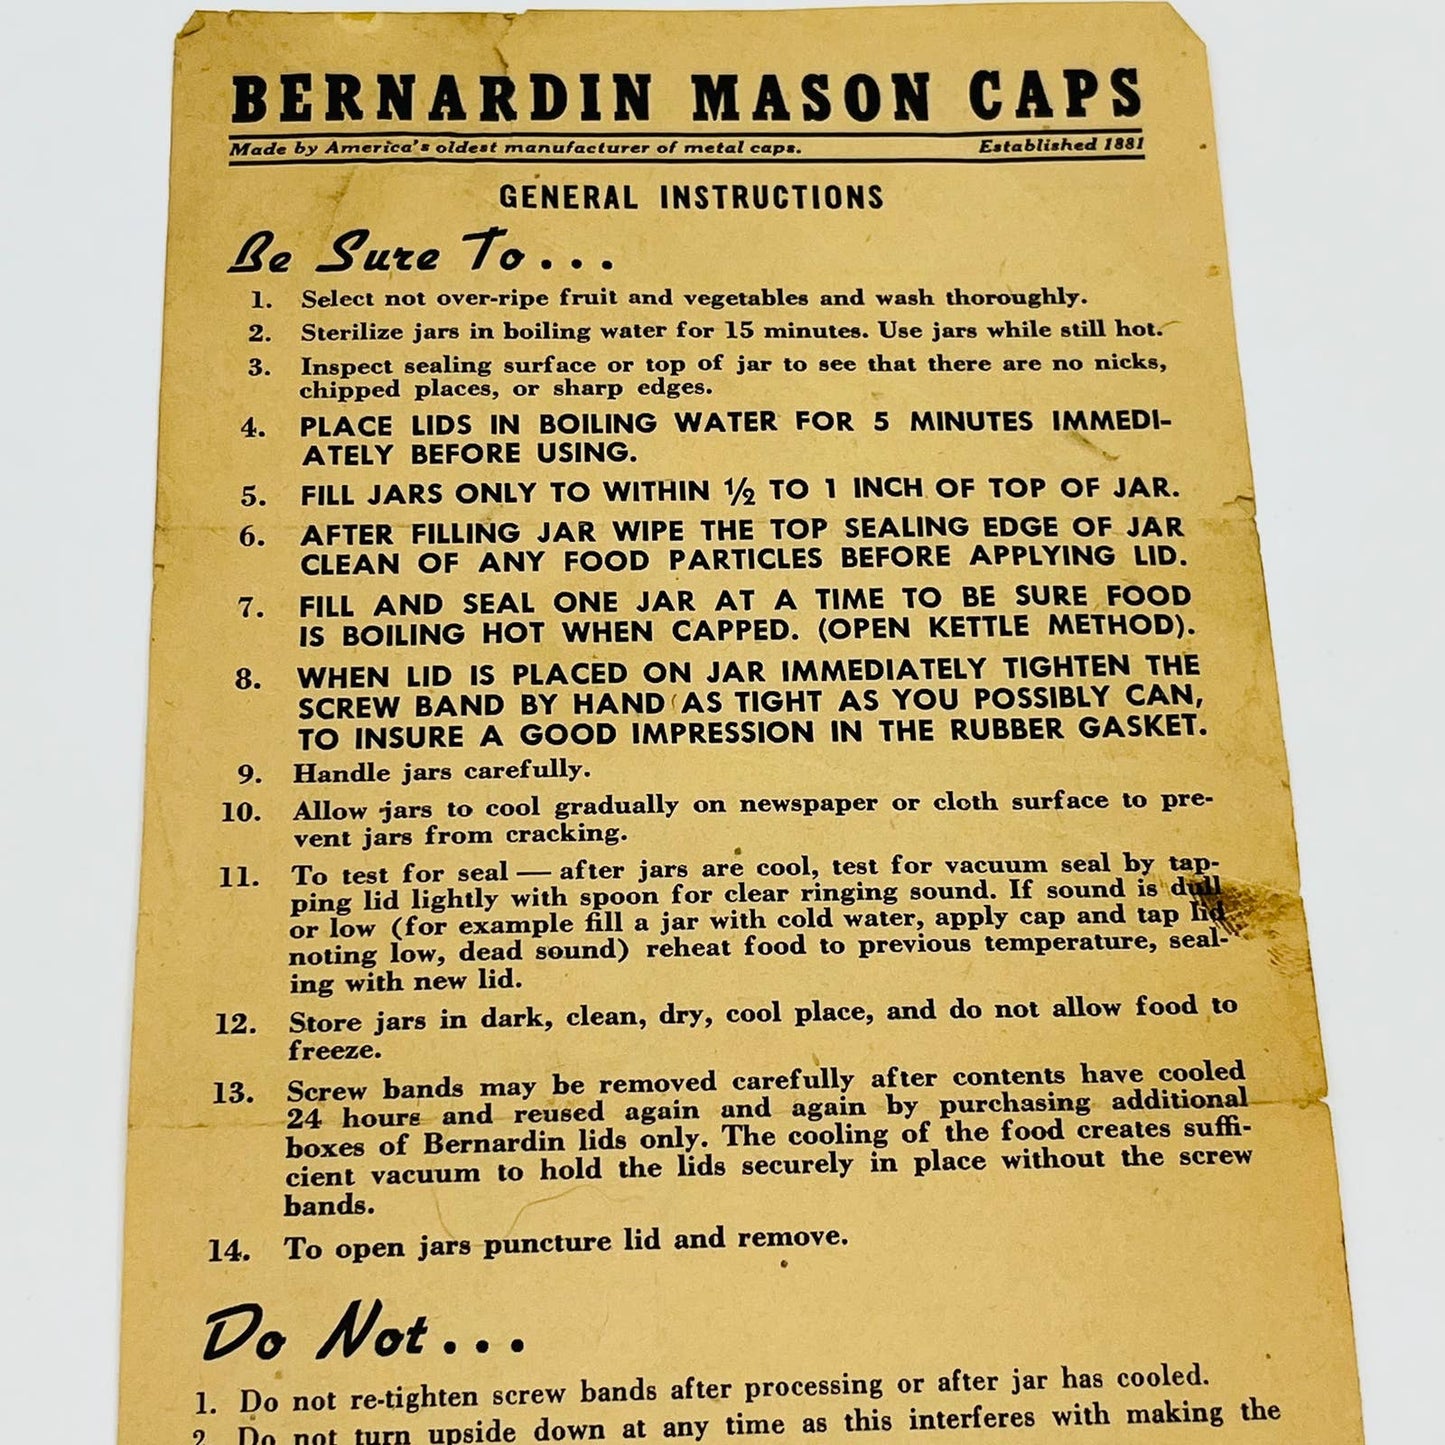 BERNARDIN MASON CAPS
Made by America's oldest manufacturer of metal caps. Established 1881
GENERAL INSTRUCTIONS
Be Sure To...
1. Select not over-ripe fruit and vegetables and wash thoroughly.
2. Sterilize jars in boiling water for 15 minutes. Use jars while still hot.
3. Inspect sealing surface or top of jar to see that there are no nicks,
chipped places, or sharp edges.
4. PLACE LIDS IN BOILING WATER FOR 5 MINUTES IMMEDI-
ATELY BEFORE USING.
5. FILL JARS ONLY TO WITHIN ½ TO 1 INCH OF TOP OF JAR.
6. AFTER FILLING JAR WIPE THE TOP SEALING EDGE OF JAR
CLEAN OF ANY FOOD PARTICLES BEFORE APPLYING LID.
7. FILL AND SEAL ONE JAR AT A TIME TO BE SURE FOOD
IS BOILING HOT WHEN CAPPED. (OPEN KETTLE METHOD).
8. WHEN LID IS PLACED ON JAR IMMEDIATELY TIGHTEN THE
SCREW BAND BY HAND AS TIGHT AS YOU POSSIBLY CAN,
TO INSURE A GOOD IMPRESSION IN THE RUBBER GASKET.
9. Handle jars carefully.
10. Allow jars to cool gradually on newspaper or cloth surface to pre-
vent jars from cracking.
11. To test for seal — after jars are cool, test for vacuum seal by tap-
ping lid lightly with spoon for clear ringing sound. If sound is dull
or low (for example fill a jar with cold water, apply cap and tap lid
noting low, dead sound) reheat food to previous temperature, seal-
ing with new lid.
12. Store jars in dark, clean, dry, cool place, and do not allow food to
freeze.
13. Screw bands may be removed carefully after contents have cooled
24 hours and reused again and again by purchasing additional
boxes of Bernardin lids only. The cooling of the food creates suffi-
cient vacuum to hold the lids securely in place without the screw
bands.
14. To open jars puncture lid and remove.
Do Not...
1. Do not re-tighten screw bands after processing or after jar has cooled.
2. Do not turn upside down at any time as this interferes with making the